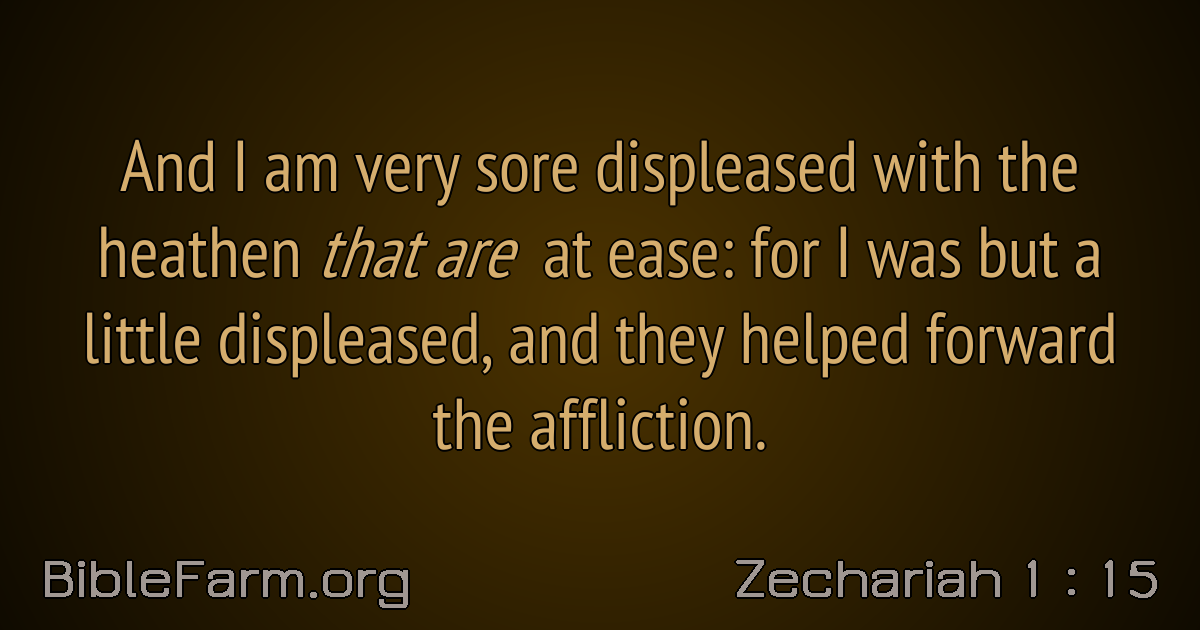 And I am very sore displeased with the
heathen that are at ease: for I was but a
little displeased, and they helped forward
the affliction.
BibleFarm.org
Zechariah 1 : 15